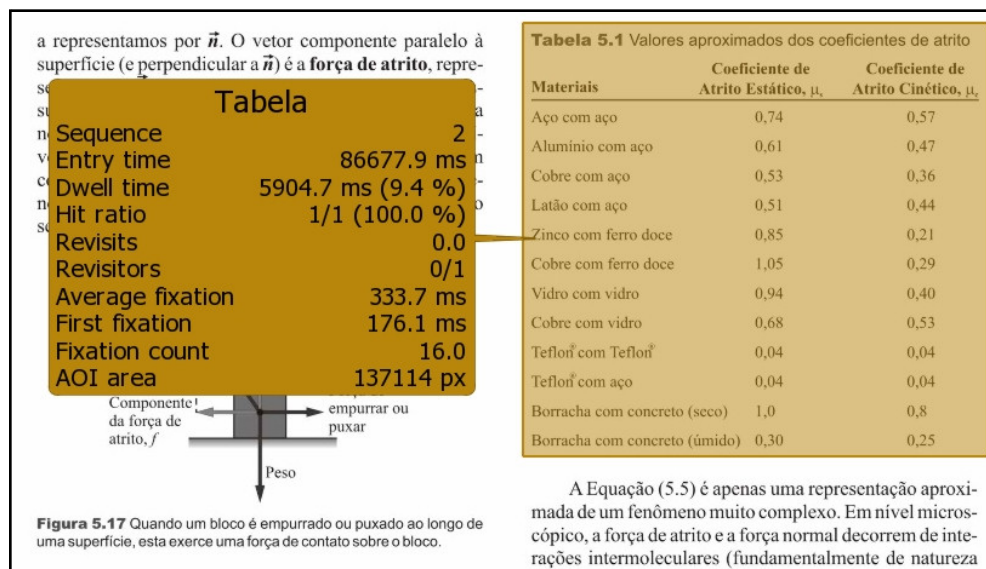 a representamos por n⃗. O vetor componente paralelo à
superfície (e perpendicular a n⃗) é a força de atrito, repre-
Tabela
Sequence 2
Entry time 86677.9 ms
Dwell time 5904.7 ms (9.4 %)
Hit ratio 1/1 (100.0 %)
Revisits 0.0
Revisitors 0/1
Average fixation 333.7 ms
First fixation 176.1 ms
Fixation count 16.0
AOI area 137114 px
Componente
da força de
atrito, f
empurrar ou
puxar
Peso
Figura 5.17 Quando um bloco é empurrado ou puxado ao longo de
uma superfície, esta exerce uma força de contato sobre o bloco.
Tabela 5.1 Valores aproximados dos coeficientes de atrito
Coeficiente de Coeficiente de
Materiais Atrito Estático, μs Atrito Cinético, μs
Aço com aço 0,74 0,57
Alumínio com aço 0,61 0,47
Cobre com aço 0,53 0,36
Latão com aço 0,51 0,44
Zinco com ferro doce 0,85 0,21
Cobre com ferro doce 1,05 0,29
Vidro com vidro 0,94 0,40
Cobre com vidro 0,68 0,53
Teflon® com Teflon® 0,04 0,04
Teflon® com aço 0,04 0,04
Borracha com concreto (seco) 1,0 0,8
Borracha com concreto (úmido) 0,30 0,25
A Equação (5.5) é apenas uma representação aproxi-
mada de um fenômeno muito complexo. Em nível micros-
cópico, a força de atrito e a força normal decorrem de inte-
rações intermoleculares (fundamentalmente de natureza